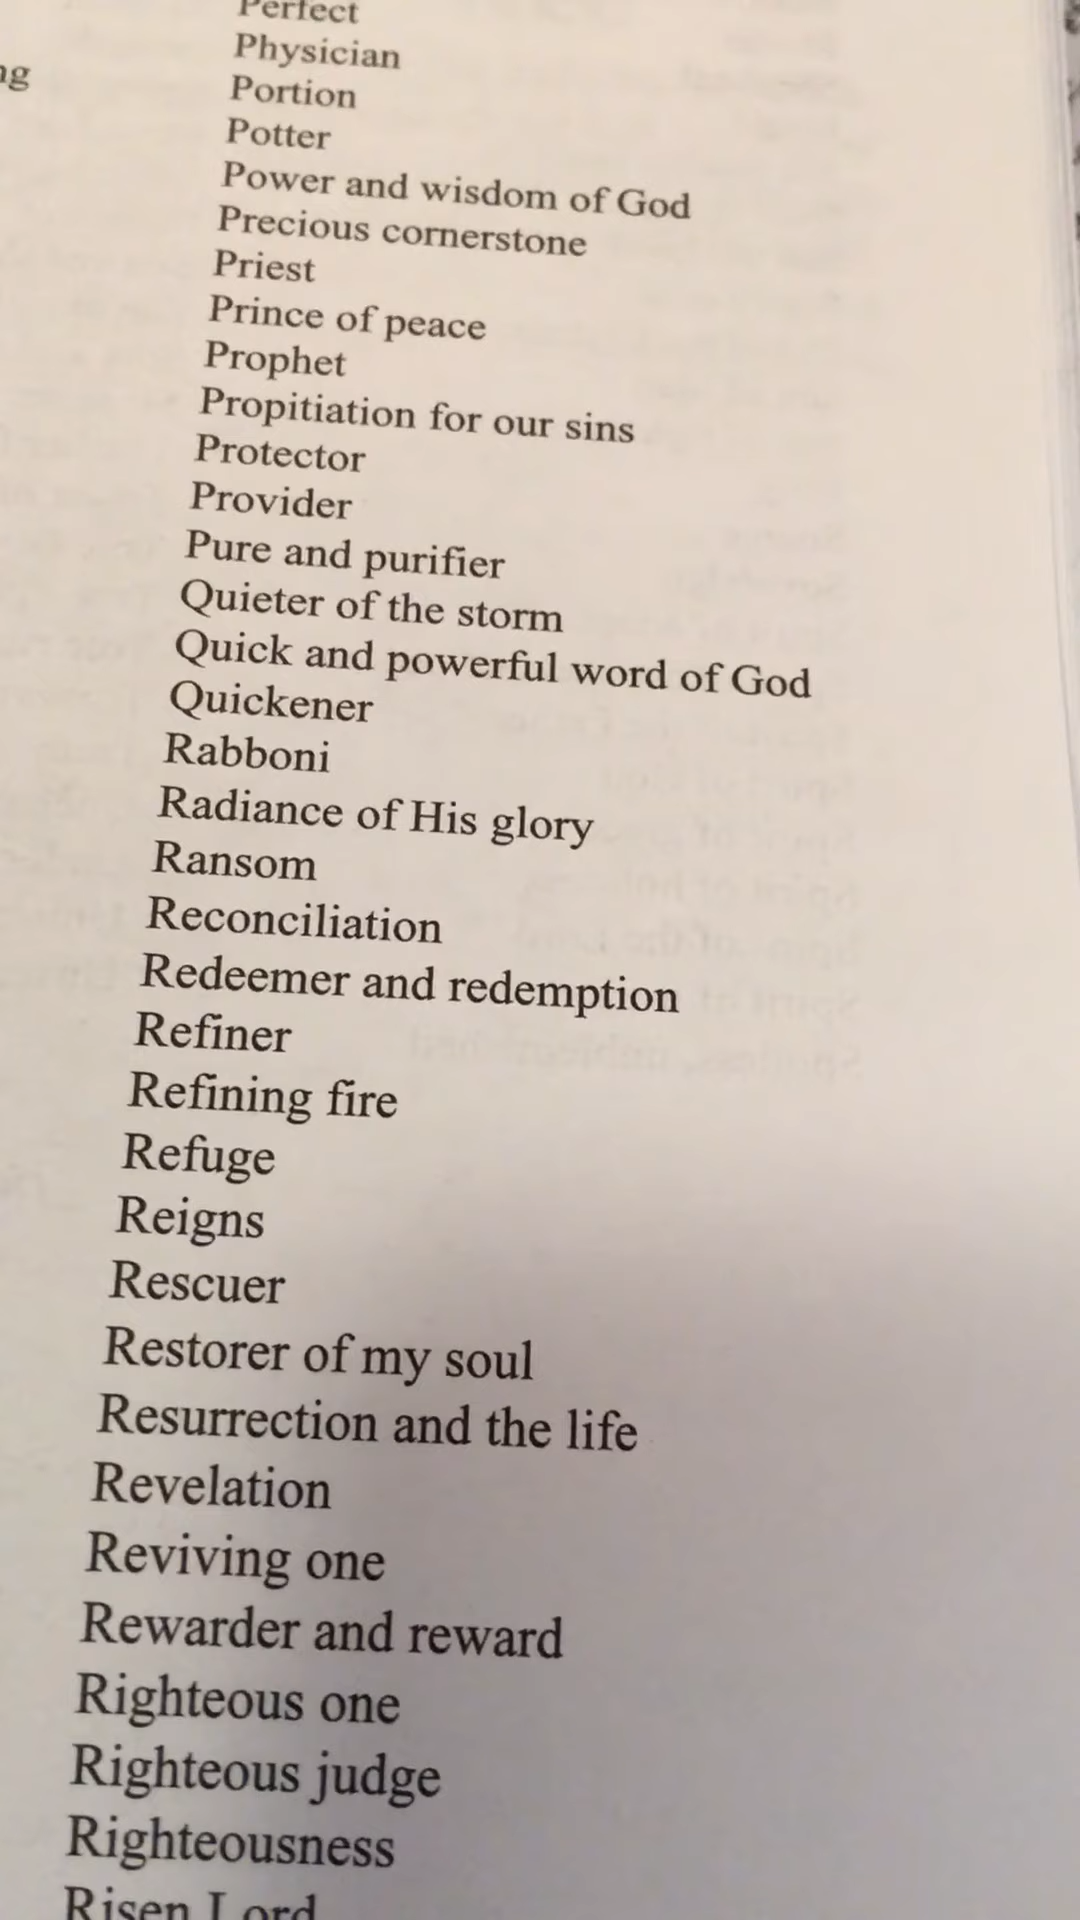 Perfect
Physician
Portion
Potter
Power and wisdom of God
Precious cornerstone
Priest
Prince of peace
Prophet
Propitiation for our sins
Protector
Provider
Pure and purifier
Quieter of the storm
Quick and powerful word of God
Quickener
Rabboni
Radiance of His glory
Ransom
Reconciliation
Redeemer and redemption
Refiner
Refining fire
Refuge
Reigns
Rescuer
Restorer of my soul
Resurrection and the life
Revelation
Reviving one
Rewarder and reward
Righteous one
Righteous judge
Righteousness
Risen Lord